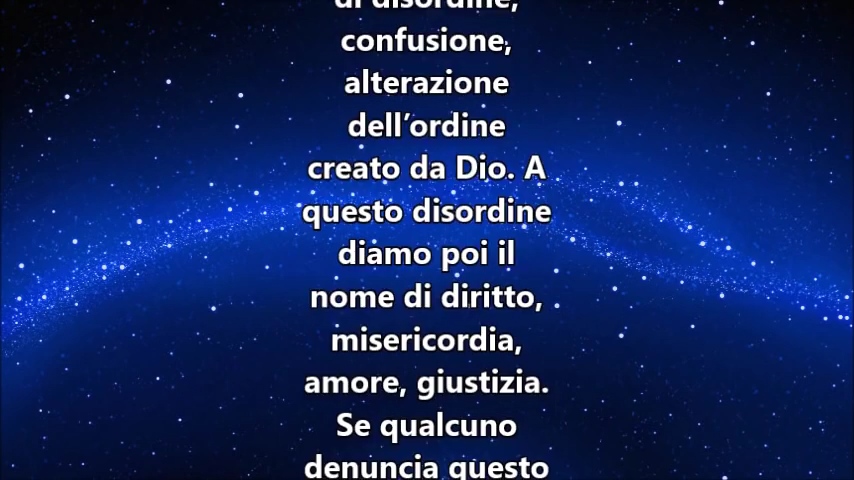 di disordine,
confusione,
alterazione
dell’ordine
creato da Dio. A
questo disordine
diamo poi il
nome di diritto,
misericordia,
amore, giustizia.
Se qualcuno
denuncia questo